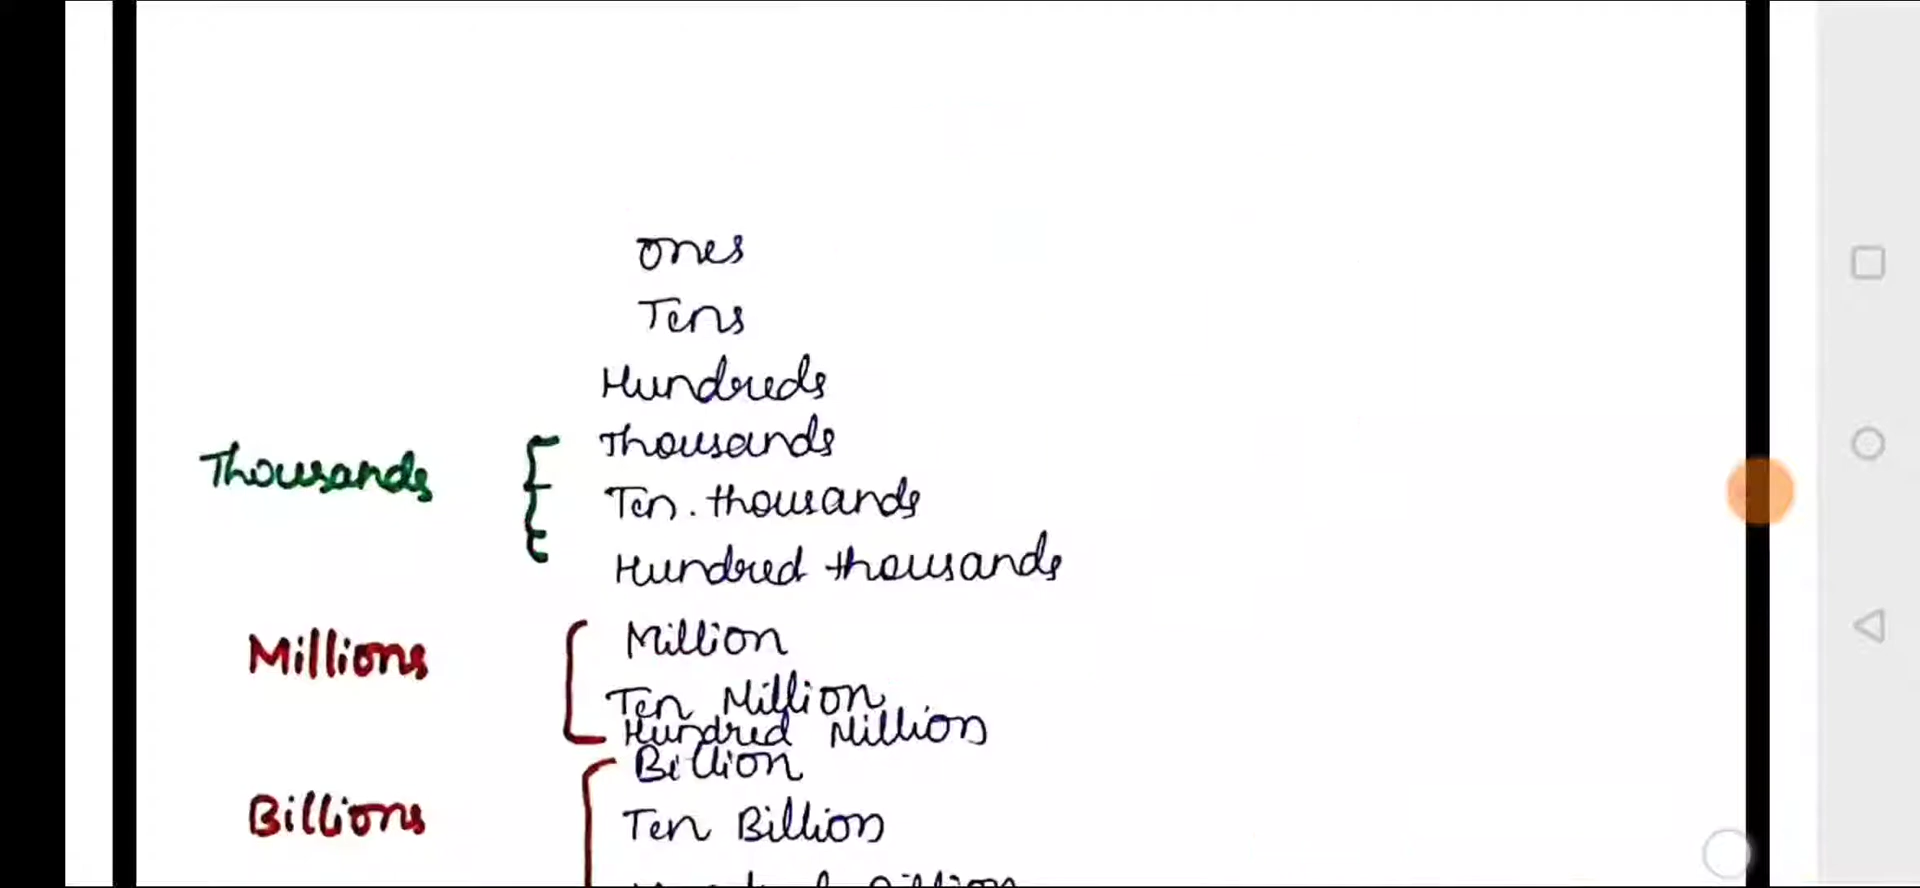 ones
Tens
Hundreds
Thousands
Thousands
Ten. thousands
Hundred thousands
Millions
Million
Ten Million
Hundred Million
Billions
Billion
Ten Billion